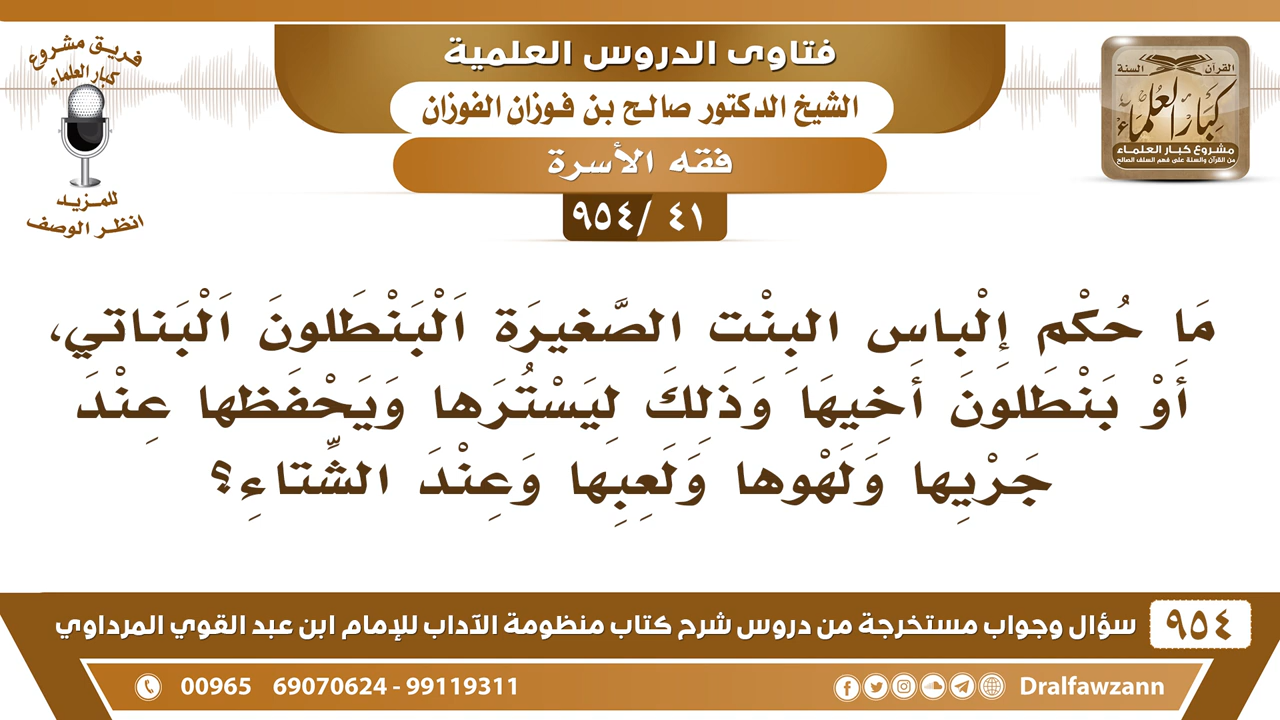 فتاوى الدروس العلمية
الشيخ الدكتور صالح بن فوزان الفوزان
فقه الأسرة
٤١ /٩٥٤
فريق مشروع
كبار العلماء
للمزيد
انظر الوصف
القرآن السنة
كبار العلماء
مشروع كبار العلماء
من القرآن والسنة على فهم السلف الصالح
مَا حُكْم إِلْباسِ البِنْت الصَّغيرَة اَلْبَنْطَلونَ اَلْبَناتي،
أَوْ بَنْطَلونَ أَخيهَا وَذَلِكَ لِيَسْتُرَها وَيَحْفَظها عِنْدَ
جَرْيِها وَلَهْوها وَلَعِبِها وَعِنْدَ الشِّتاءِ؟
٩٥٤ سؤال وجواب مستخرجة من دروس شرح كتاب منظومة الآداب للإمام ابن عبد القوي المرداوي
00965 69070624 - 99119311
Dralfawzann